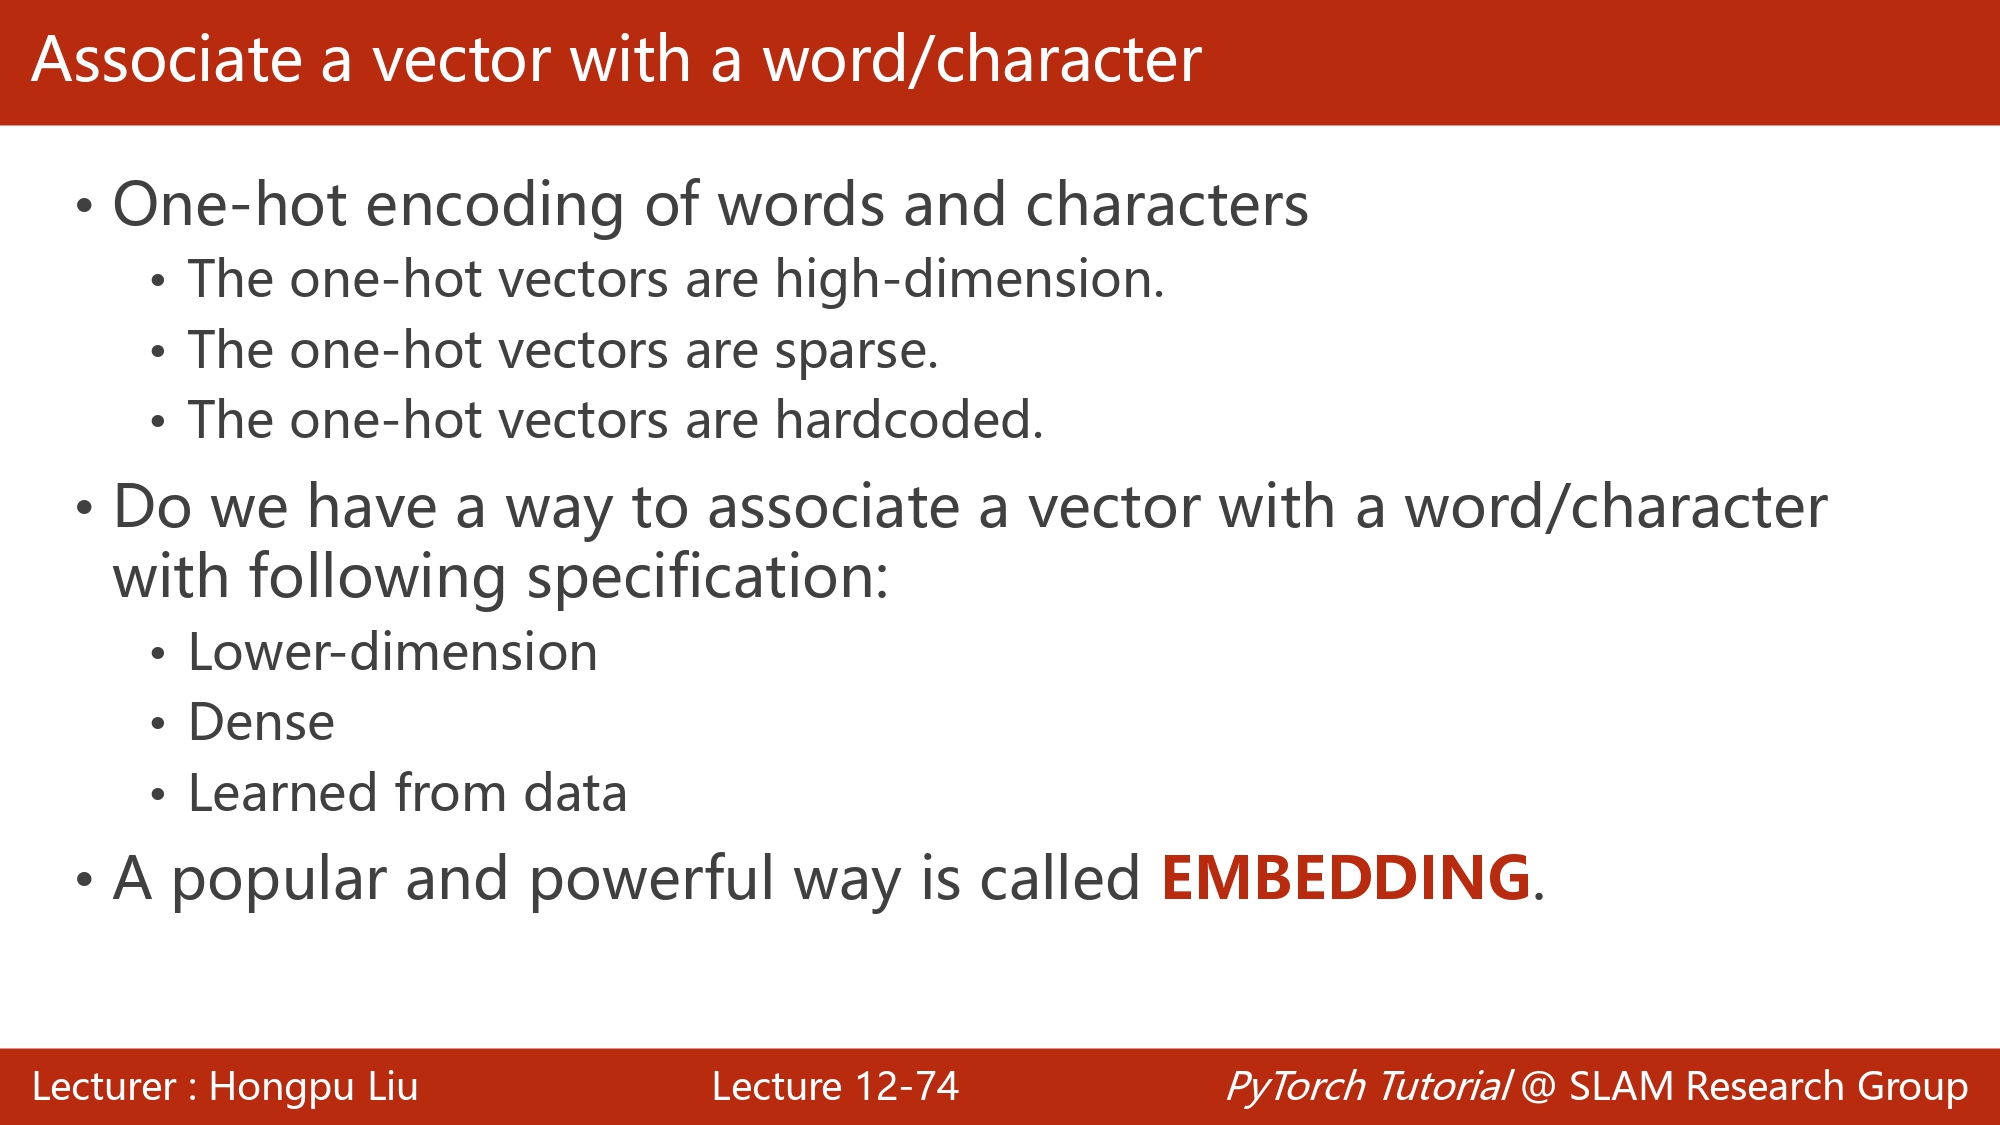 Associate a vector with a word/character
• One-hot encoding of words and characters
• The one-hot vectors are high-dimension.
• The one-hot vectors are sparse.
• The one-hot vectors are hardcoded.
• Do we have a way to associate a vector with a word/character
with following specification:
• Lower-dimension
• Dense
• Learned from data
• A popular and powerful way is called EMBEDDING.
Lecturer : Hongpu Liu
Lecture 12-74
PyTorch Tutorial @ SLAM Research Group